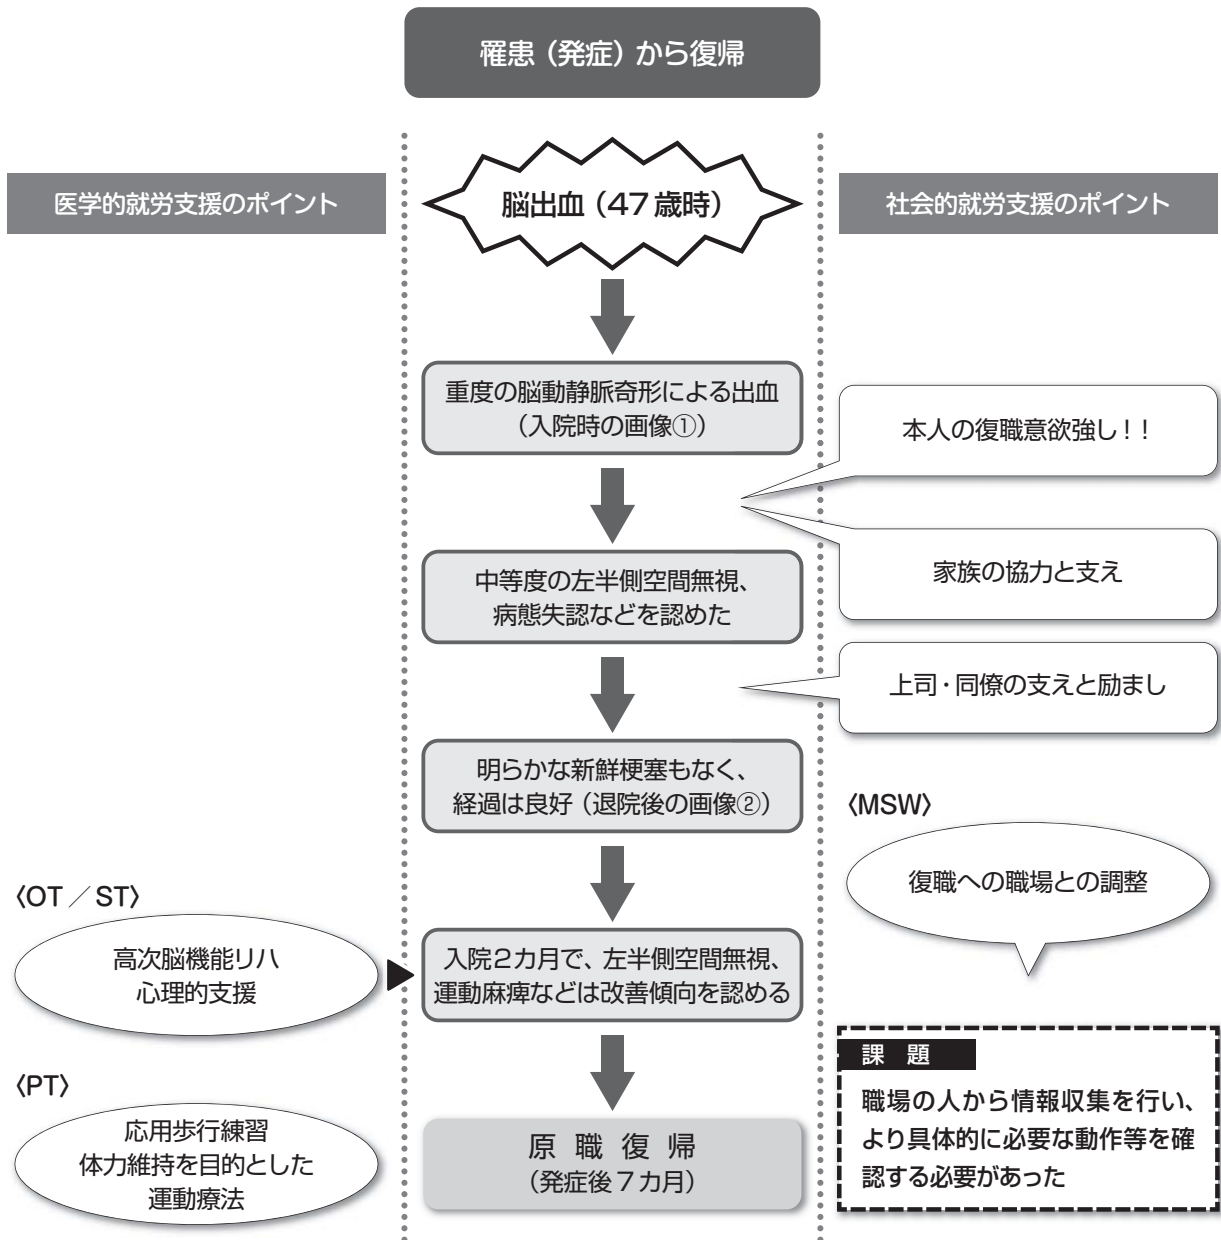 罹患（発症）から復帰
医学的就労支援のポイント
脳出血（47歳時）
社会的就労支援のポイント
重度の脳動静脈奇形による出血
（入院時の画像①）
本人の復職意欲強し！！
中等度の左半側空間無視、
病態失認などを認めた
家族の協力と支え
上司・同僚の支えと励まし
明らかな新鮮梗塞もなく、
経過は良好（退院後の画像②）
〈MSW〉
復職への職場との調整
〈OT／ST〉
高次脳機能リハ
心理的支援
入院2カ月で、左半側空間無視、
運動麻痺などは改善傾向を認める
〈PT〉
応用歩行練習
体力維持を目的とした
運動療法
原職復帰
（発症後7カ月）
課題
職場の人から情報収集を行い、
より具体的に必要な動作等を確
認する必要があった